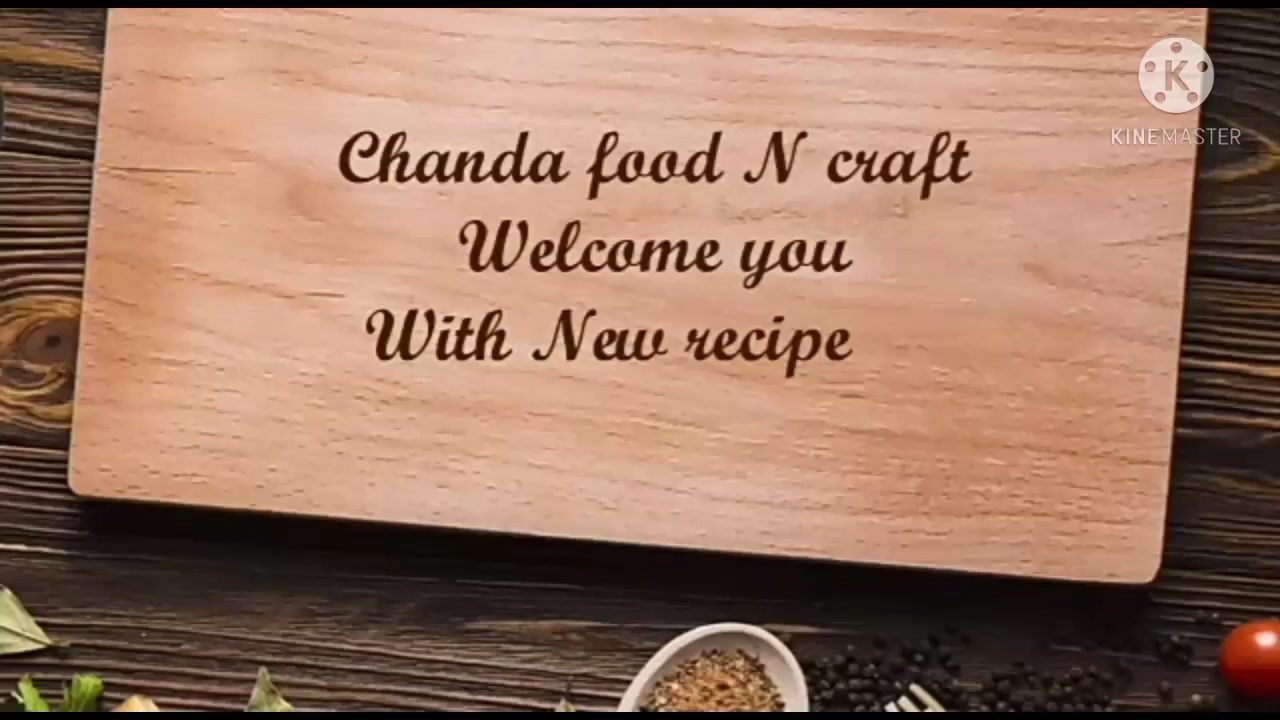 Chanda food N craft
Welcome you
With New recipe
K
KINEMASTER